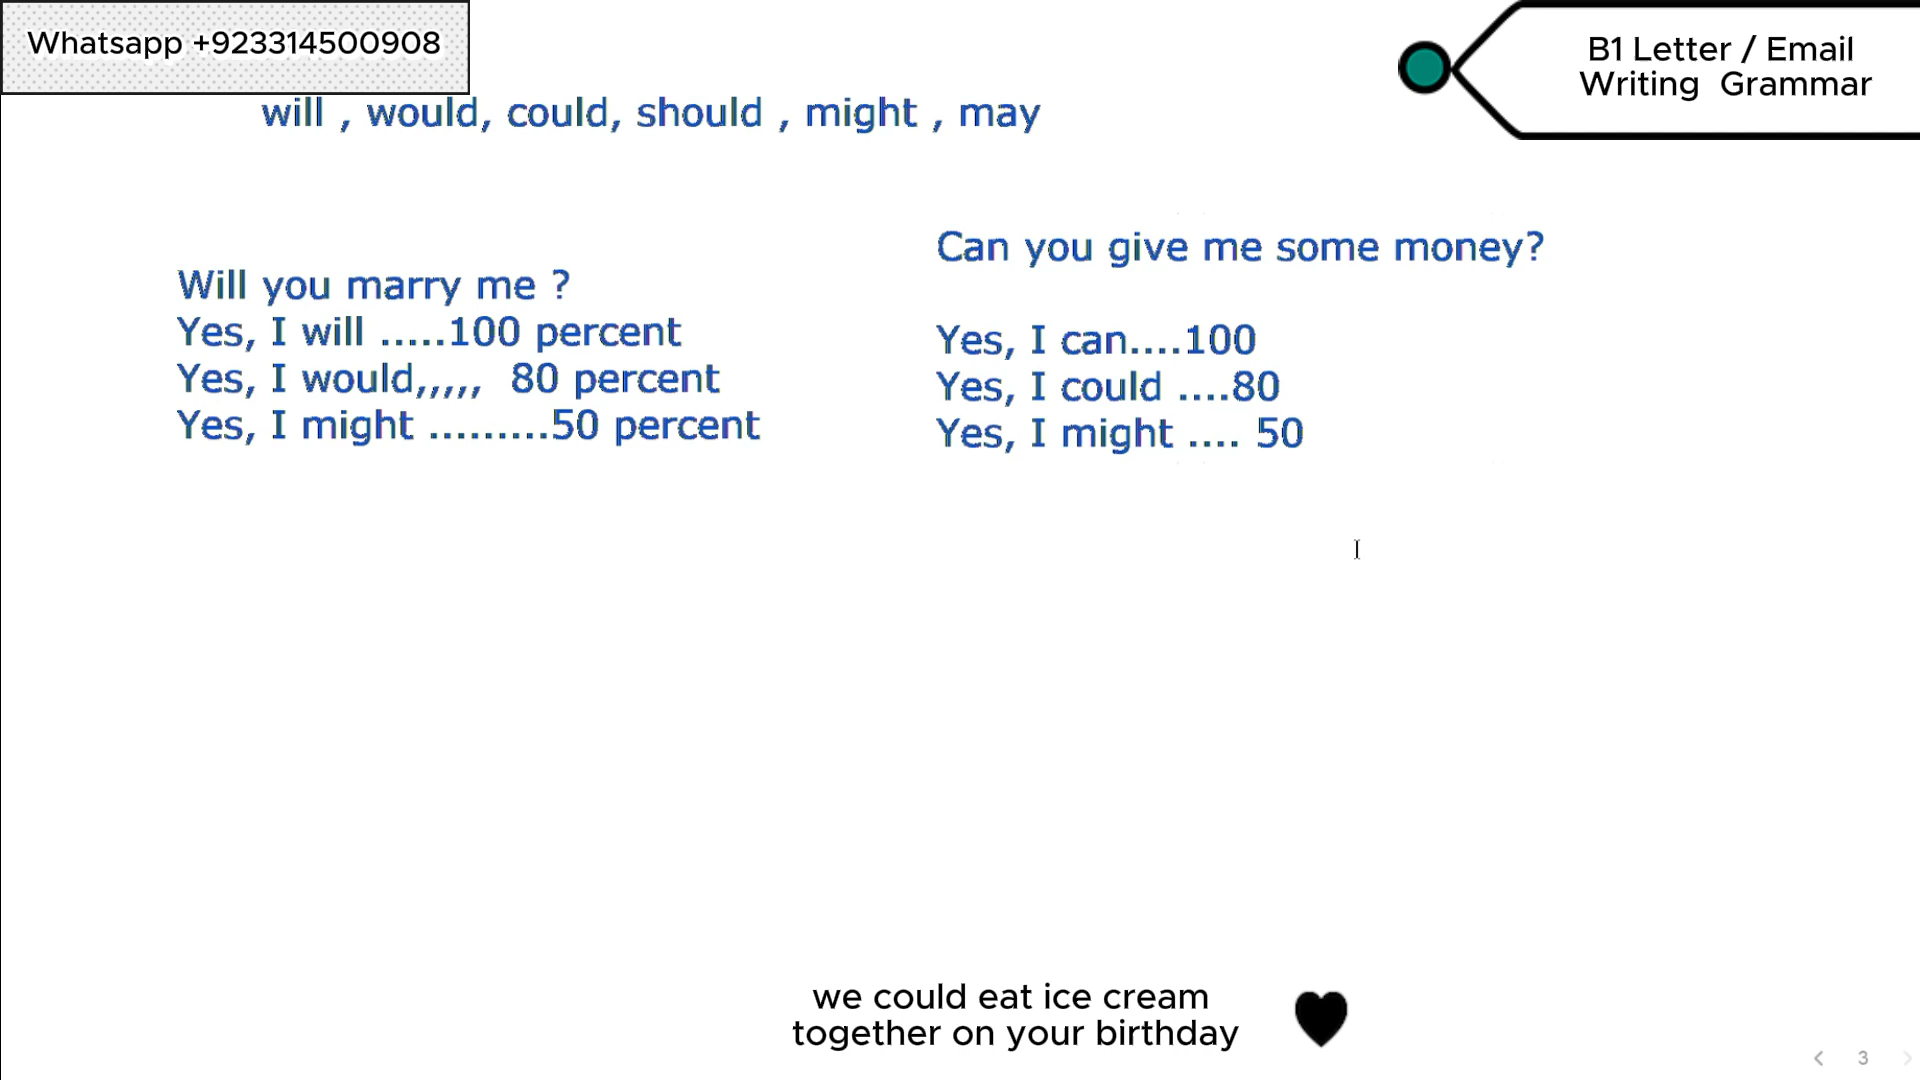 Whatsapp +923314500908
B1 Letter / Email
Writing Grammar
will , would, could, should , might , may
Will you marry me ?
Yes, I will .....100 percent
Yes, I would,,,,, 80 percent
Yes, I might .........50 percent
Can you give me some money?
Yes, I can....100
Yes, I could ....80
Yes, I might .... 50
we could eat ice cream
together on your birthday
3